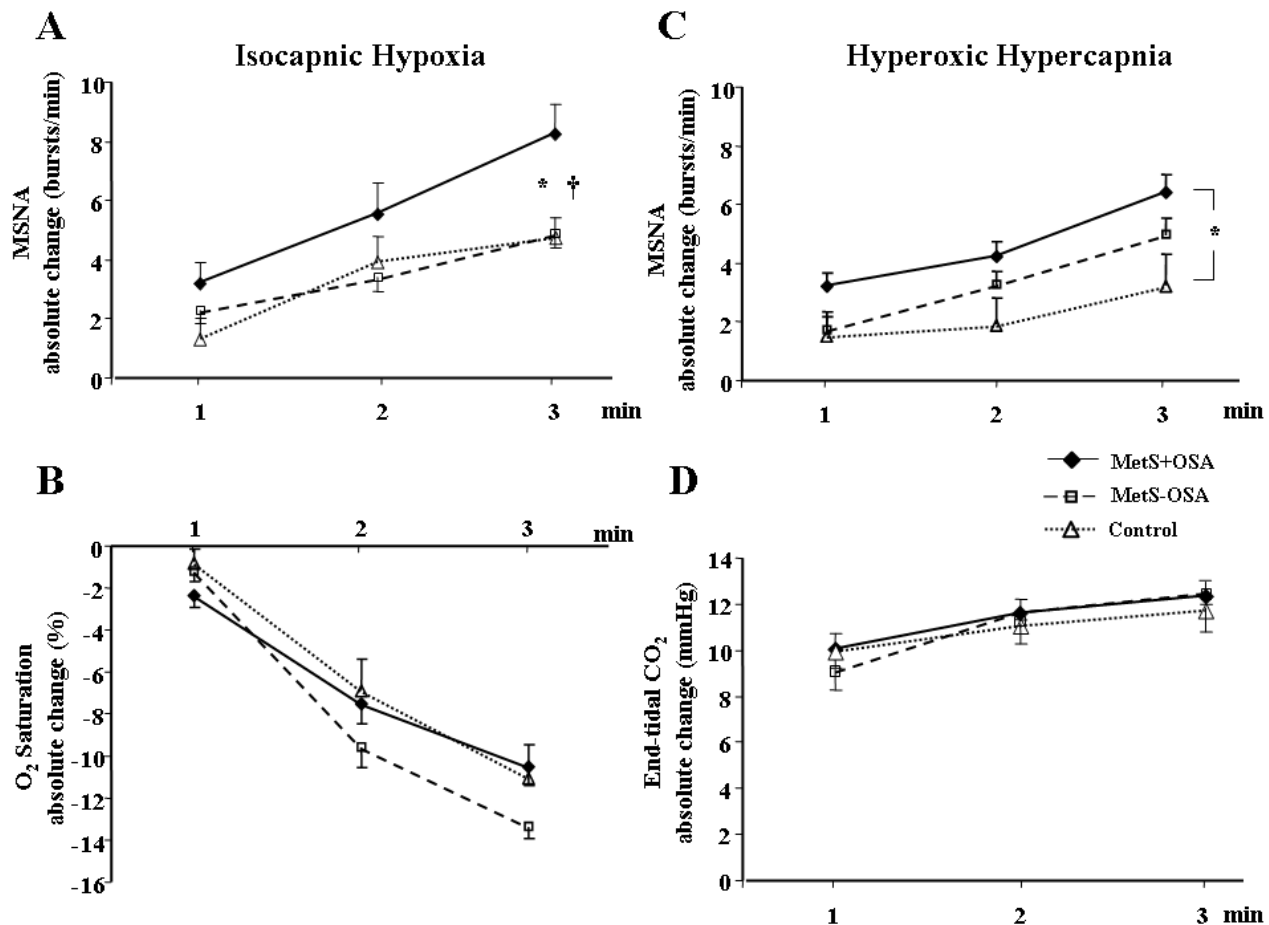 A
Isocapnic Hypoxia
MSNA
absolute change (bursts/min)
10
8
6
4
2
0
* †
1 2 3 min
C
Hyperoxic Hypercapnia
MSNA
absolute change (bursts/min)
10
8
6
4
2
0
*
1 2 3 min
MetS+OSA
MetS-OSA
Control
B
O2 Saturation
absolute change (%)
1 2 3 min
0
-2
-4
-6
-8
-10
-12
-14
-16
D
End-tidal CO2
absolute change (mmHg)
14
12
10
8
6
4
2
0
1 2 3 min